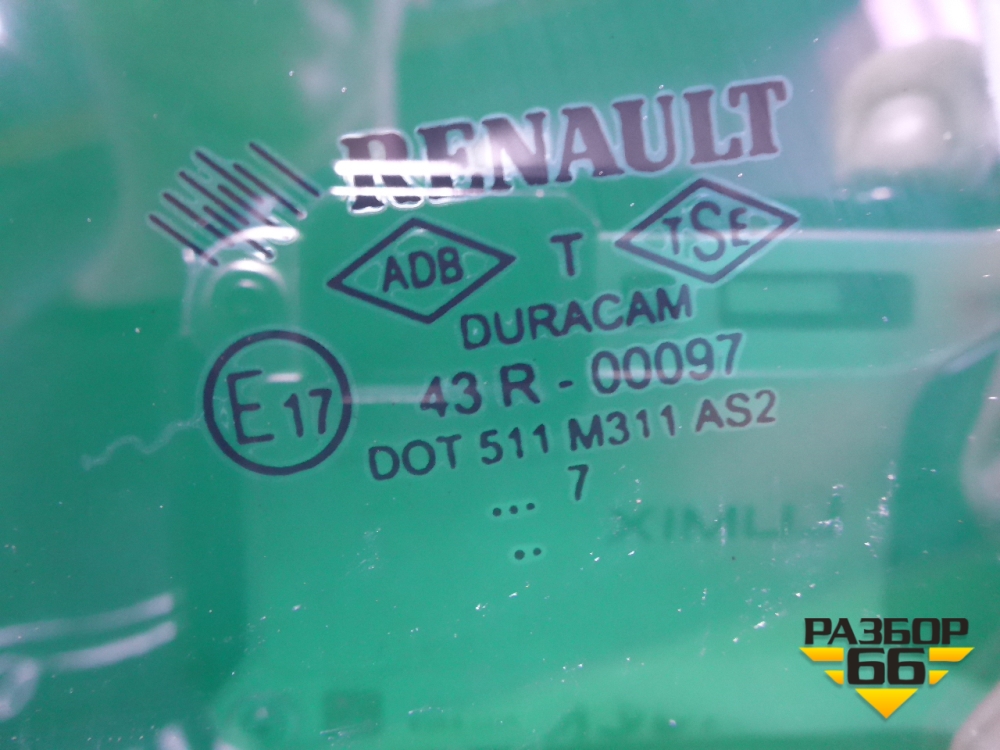 RENAULT
ADB T TSE
DURACAM
E17 43 R - 00097
DOT 511 M311 AS2
7
...
..
РАЗБОР
66